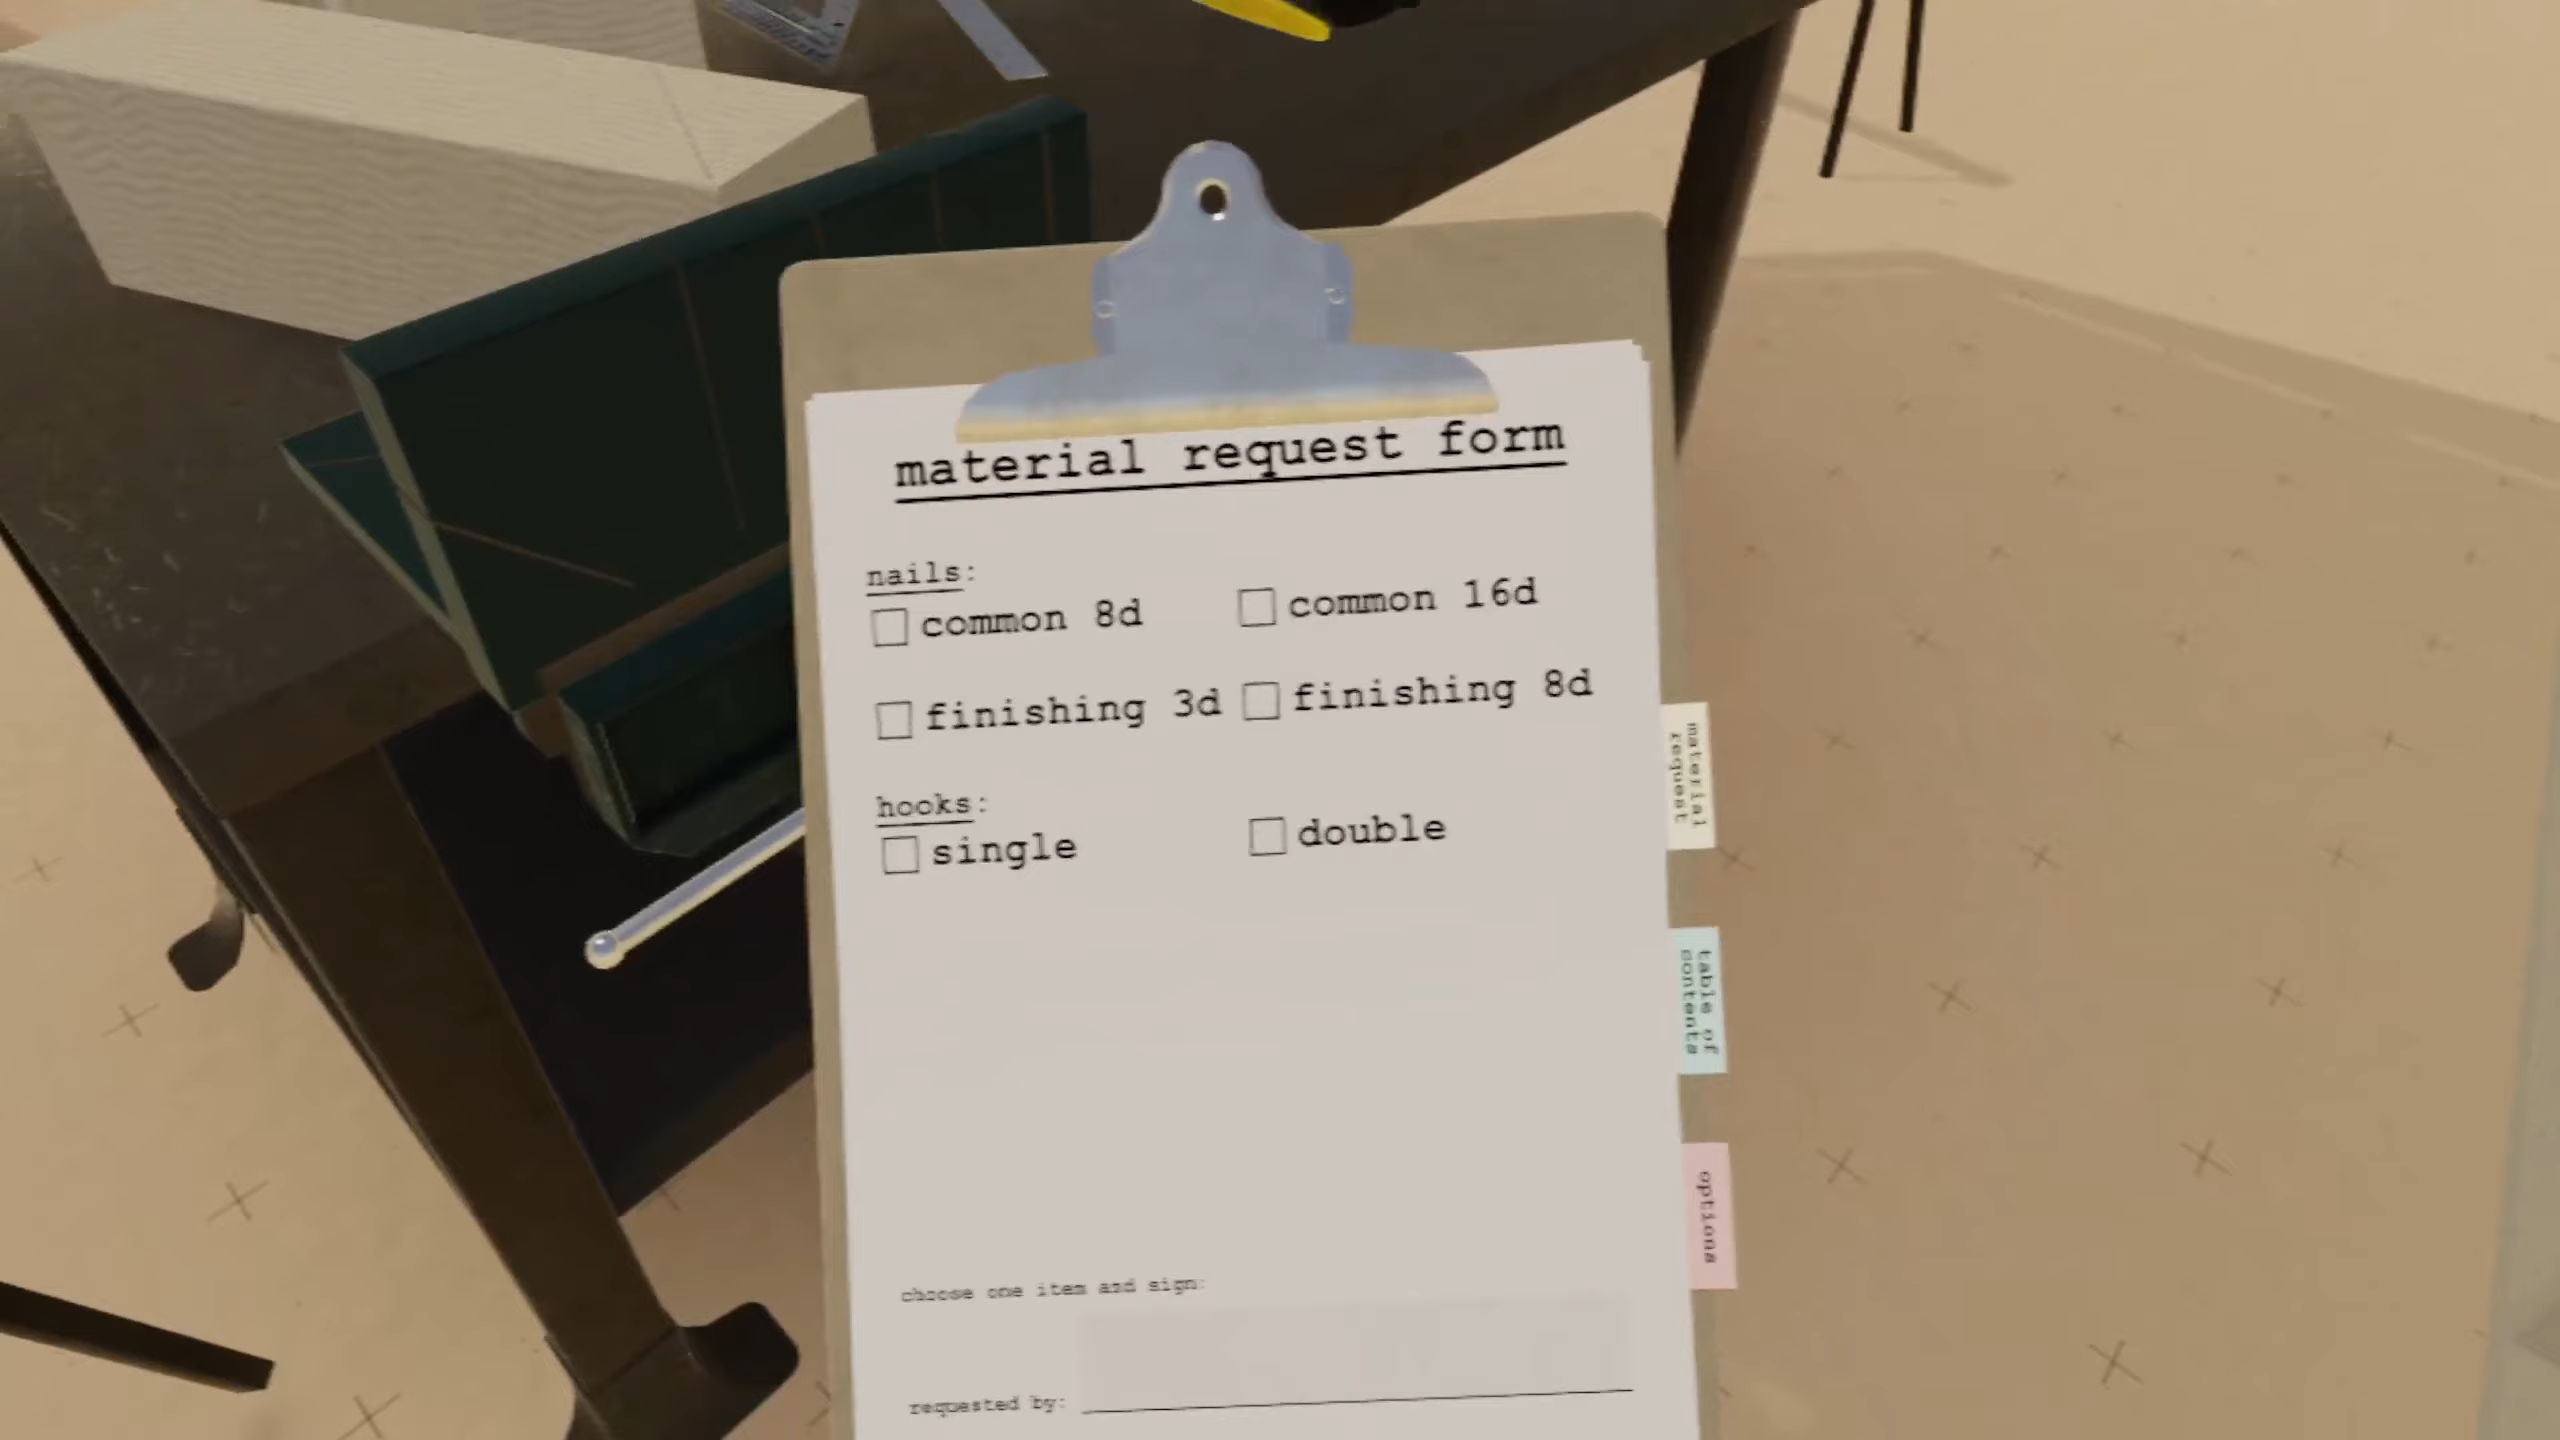 material request form
nails:
common 8d
common 16d
finishing 3d
finishing 8d
hooks:
single
double
material
request
table of
contents
options
choose one item and sign:
requested by: